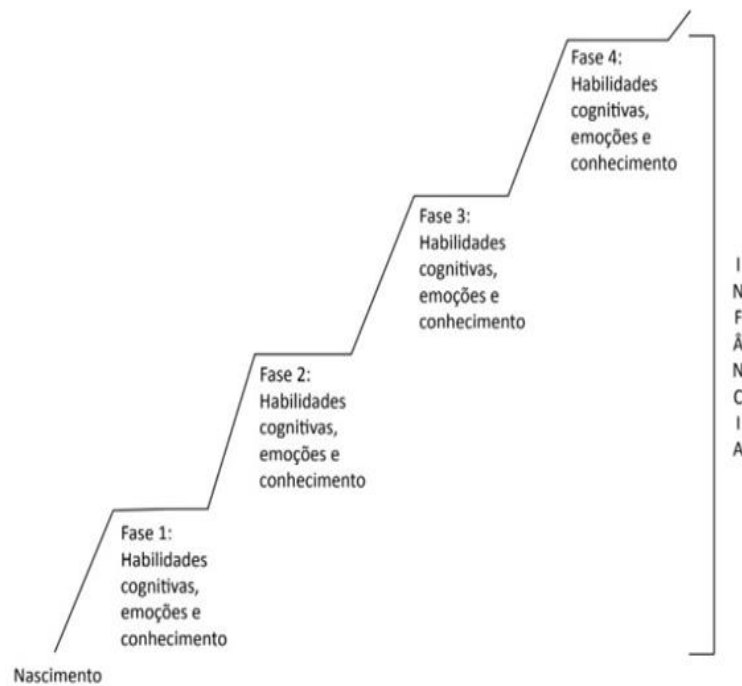 Fase 4:
Habilidades
cognitivas,
emoções e
conhecimento
Fase 3:
Habilidades
cognitivas,
emoções e
conhecimento
Fase 2:
Habilidades
cognitivas,
emoções e
conhecimento
Fase 1:
Habilidades
cognitivas,
emoções e
conhecimento
Nascimento
I
N
F
Â
N
C
I
A